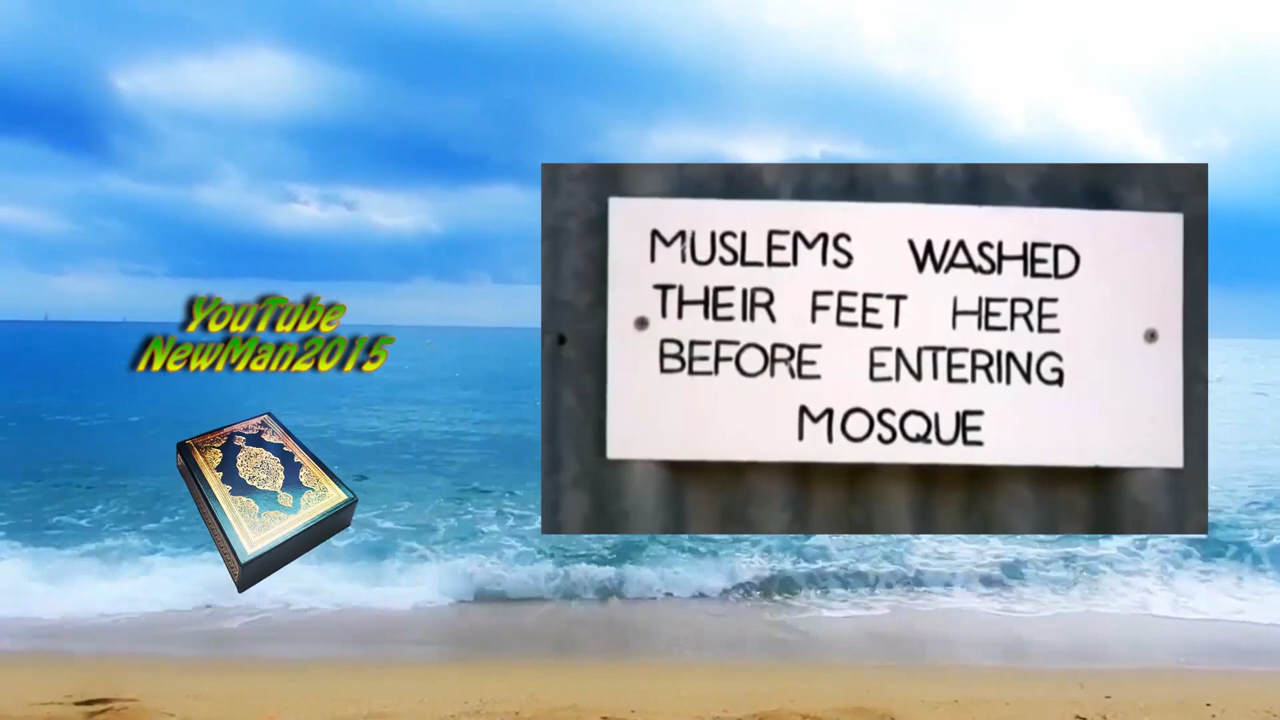 YouTube
NewMan2015
MUSLEMS WASHED
THEIR FEET HERE
BEFORE ENTERING
MOSQUE